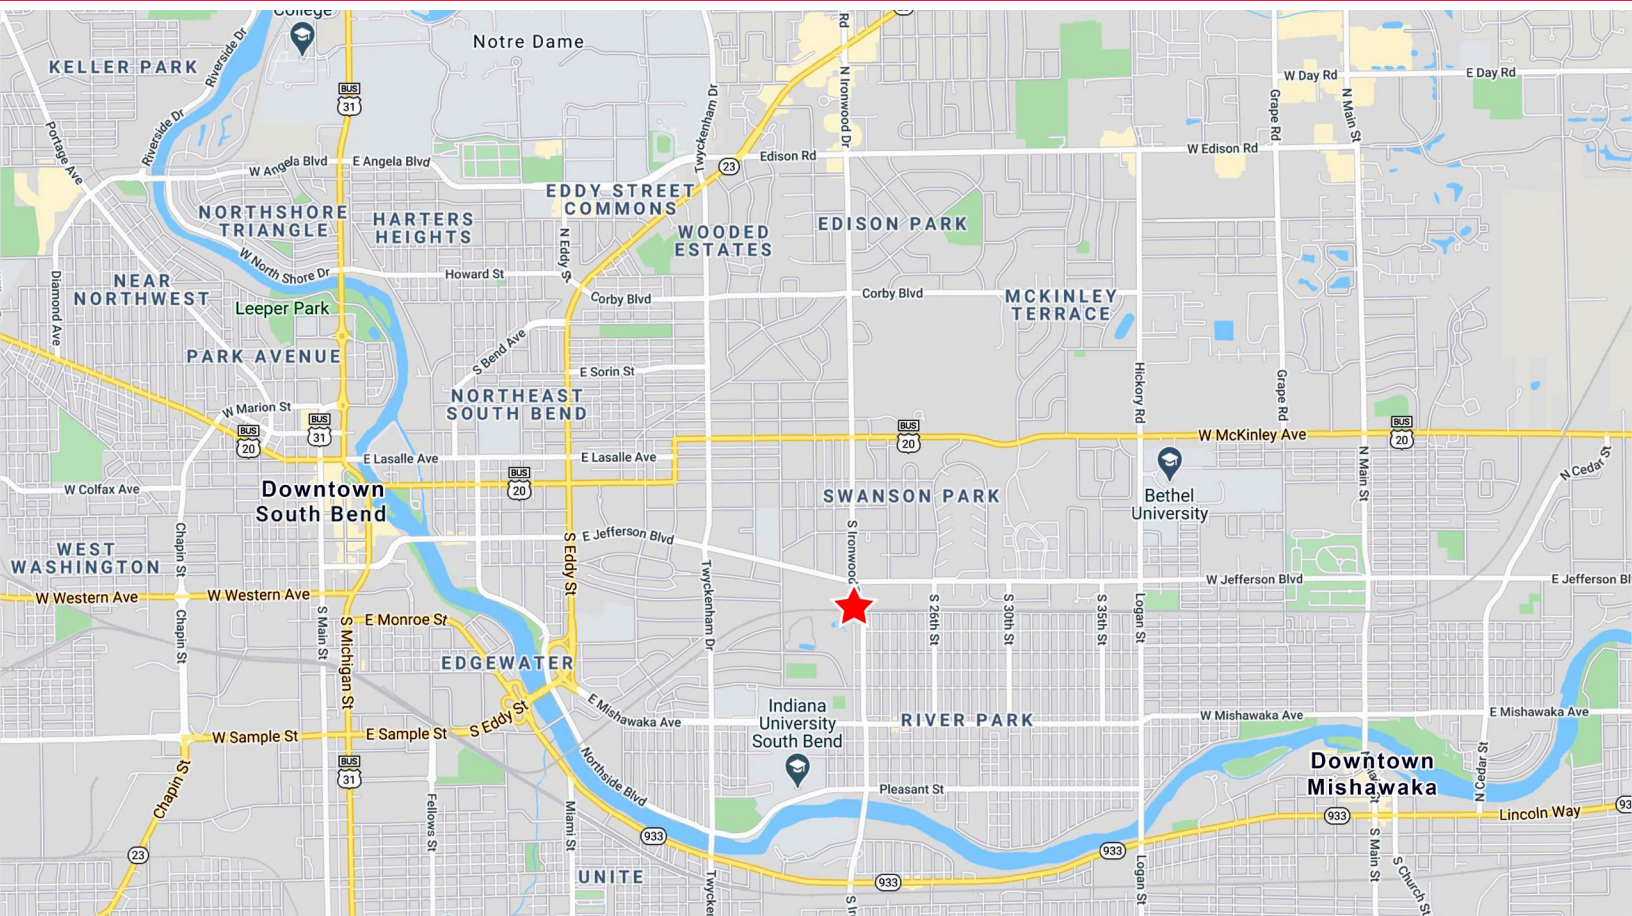 College
Notre Dame
KELLER PARK
Riverside Dr
BUS
31
Rd
N Ironwood Dr
W Day Rd
E Day Rd
Portage Ave
Riverside Dr
Twyckenham Dr
Grape Rd
N Main St
W Angela Blvd
E Angela Blvd
23
Edison Rd
W Edison Rd
EDDY STREET
COMMONS
NORTHSHORE
TRIANGLE
HARTERS
HEIGHTS
WOODED
ESTATES
EDISON PARK
N Eddy St
W North Shore Dr
Howard St
NEAR
NORTHWEST
Diamond Ave
Leeper Park
Corby Blvd
Corby Blvd
MCKINLEY
TERRACE
PARK AVENUE
S Bend Ave
E Sorin St
NORTHEAST
SOUTH BEND
Hickory Rd
Grape Rd
W Marion St
BUS
31
BUS
20
BUS
20
W McKinley Ave
BUS
20
E Lasalle Ave
E Lasalle Ave
BUS
20
N Main St
N Cedar St
W Colfax Ave
Downtown
South Bend
SWANSON PARK
Bethel
University
Chapin St
S Eddy St
E Jefferson Blvd
S Ironwood
WEST
WASHINGTON
Twyckenham Dr
W Jefferson Blvd
E Jefferson Bl
W Western Ave
W Western Ave
S Main St
S Michigan St
E Monroe St
Chapin St
S 26th St
S 30th St
S 35th St
Logan St
EDGEWATER
E Mishawaka Ave
Indiana
University
South Bend
RIVER PARK
W Mishawaka Ave
E Mishawaka Ave
W Sample St
E Sample St
S Eddy St
BUS
31
Northside Blvd
Downtown
Mishawaka
N Cedar St
Chapin St
Fellows St
Miami St
Pleasant St
933
933
Lincoln Way
93
23
933
933
S Main St
S Church St
Logan St
UNITE
Twycke
S Ir